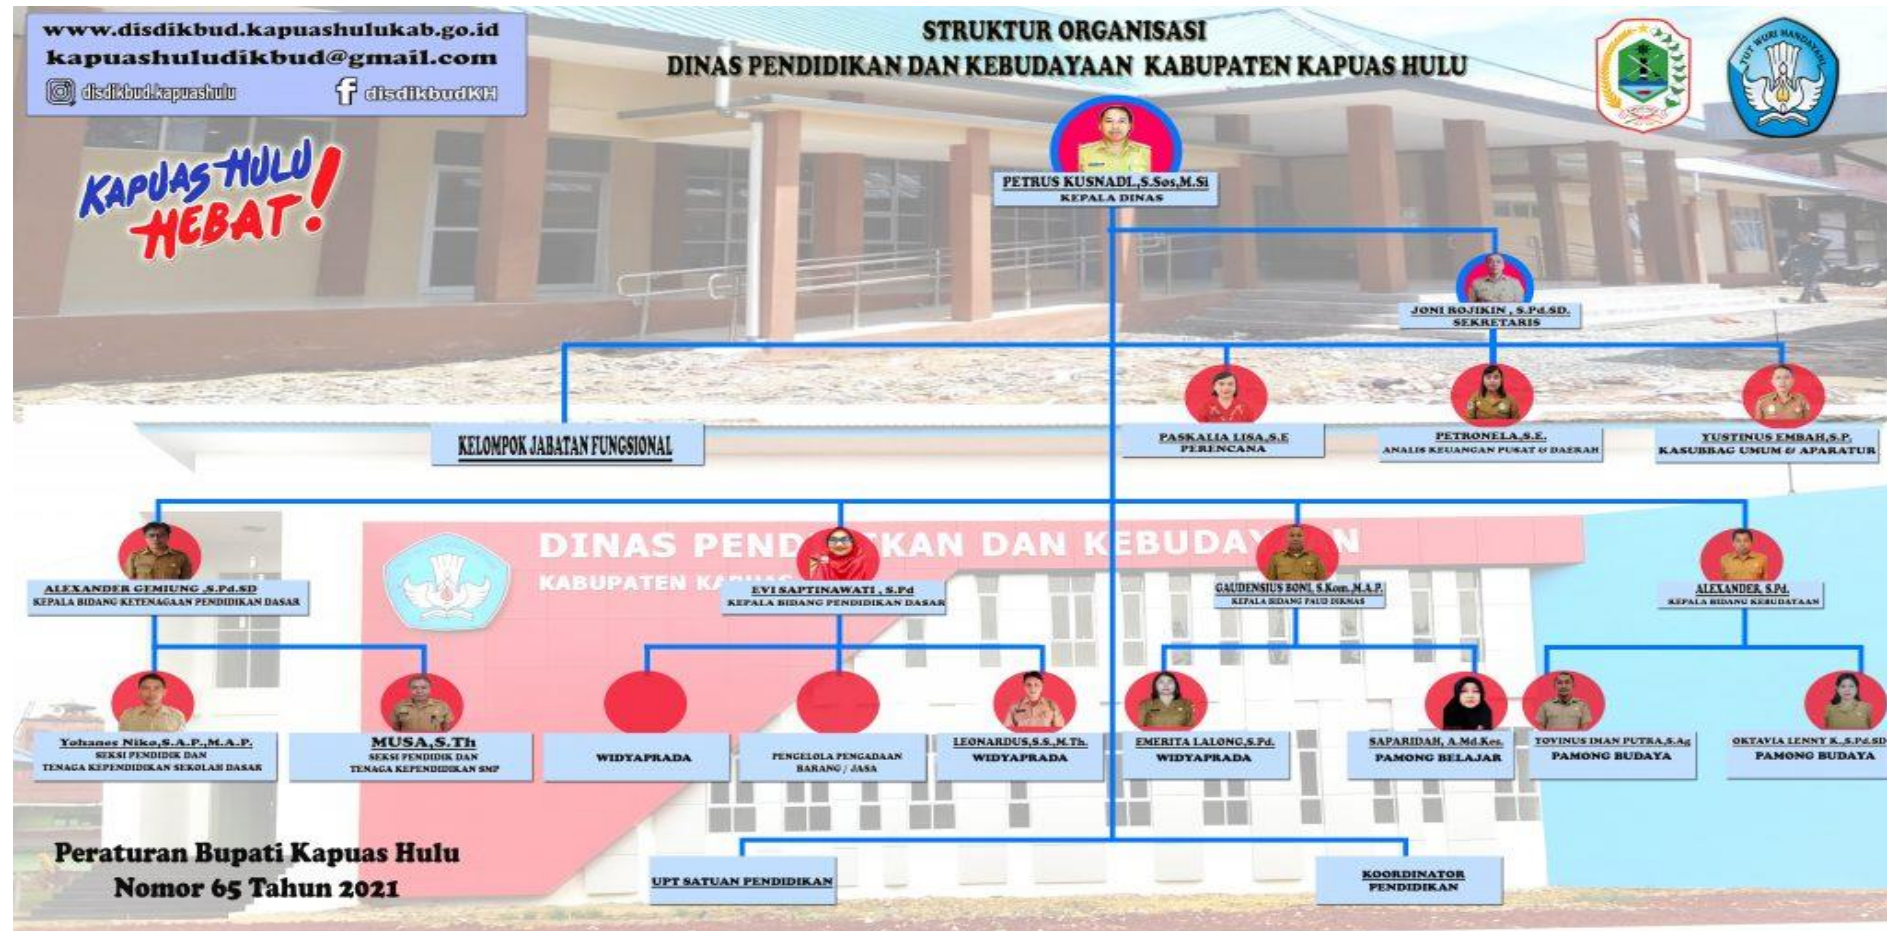 www.disdikbud.kapuashulukab.go.id
kapuashuludikbud@gmail.com
disdikbud.kapuashulu
disdikbudKH
STRUKTUR ORGANISASI
DINAS PENDIDIKAN DAN KEBUDAYAAN KABUPATEN KAPUAS HULU
TUT WURI HANDAYANI
KAPUAS HULU
HEBAT!
PETRUS KUSNADI.,S.Sos,M.Si
KEPALA DINAS
JONI ROJIKIN , S.Pd.SD.
SEKRETARIS
KELOMPOK JABATAN FUNGSIONAL
PASKALIA LISA,S.E
PERENCANA
PETRONELA,S.E.
ANALIS KEUANGAN PUSAT & DAERAH
YUSTINUS EMBAH,S.P.
KASUBBAG UMUM & APARATUR
DINAS PEND KAN DAN KEBUDAY N
KABUPATEN KAPUAS
ALEXANDER GEMIUNG ,S.Pd.SD
KEPALA BIDANG KETENAGAAN PENDIDIKAN DASAR
EVI SAPTINAWATI , S.Pd
KEPALA BIDANG PENDIDIKAN DASAR
GAUDENSIUS BONI, S.Kom.,M.A.P.
KEPALA BIDANG PAUD DIKMAS
ALEXANDER, S.Pd.
KEPALA BIDANG KEBUDAYAAN
Yohanes Niko,S.A.P.,M.A.P.
SEKSI PENDIDIK DAN
TENAGA KEPENDIDIKAN SEKOLAH DASAR
MUSA,S.Th
SEKSI PENDIDIK DAN
TENAGA KEPENDIDIKAN SMP
WIDYAPRADA
PENGELOLA PENGADAAN
BARANG / JASA
LEONARDUS,S.S.,M.Th.
WIDYAPRADA
EMERITA LALONG,S.Pd.
WIDYAPRADA
SAPARIDAH, A.Md.Kes.
PAMONG BELAJAR
TOVINUS DIAN PUTRA,S.Ag
PAMONG BUDAYA
OKTAVIA LENNY K.,S.Pd.SD
PAMONG BUDAYA
UPT SATUAN PENDIDIKAN
KOORDINATOR
PENDIDIKAN
Peraturan Bupati Kapuas Hulu
Nomor 65 Tahun 2021